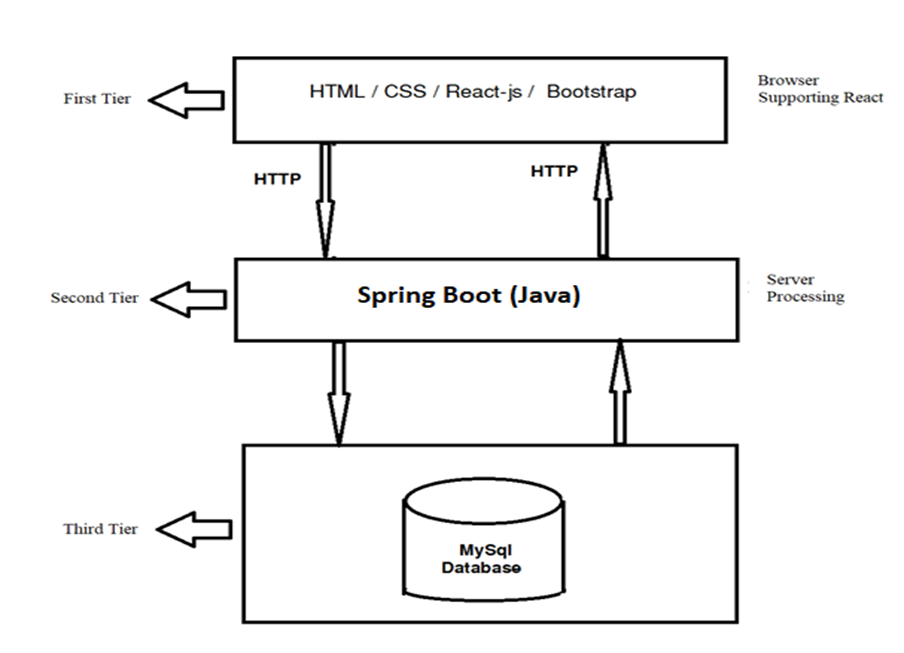 First Tier
HTML / CSS / React-js / Bootstrap
Browser
Supporting React
HTTP
HTTP
Second Tier
Spring Boot (Java)
Server
Processing
Third Tier
MySql
Database